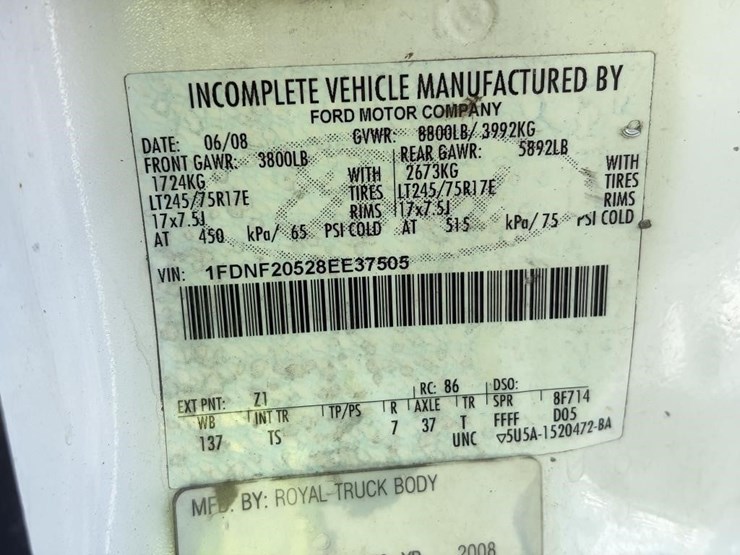 INCOMPLETE VEHICLE MANUFACTURED BY
FORD MOTOR COMPANY
DATE: 06/08 GVWR: 8800LB/ 3992KG
FRONT GAWR: 3800LB REAR GAWR: 5892LB
1724KG WITH 2673KG WITH
LT245/75R17E TIRES LT245/75R17E TIRES
17x7.5J RIMS 17x7.5J RIMS
AT 450 kPa/ 65 PSI COLD AT 515 kPa/ 75 PSI COLD
VIN: 1FDNF20528EE37505
EXT PNT: Z1 RC: 86 DSO:
WB INT TR TP/PS R AXLE TR SPR 8F714
137 TS 7 37 T FFFF D05
UNC ▽5U5A-1520472-BA
MFD. BY: ROYAL TRUCK BODY
2008